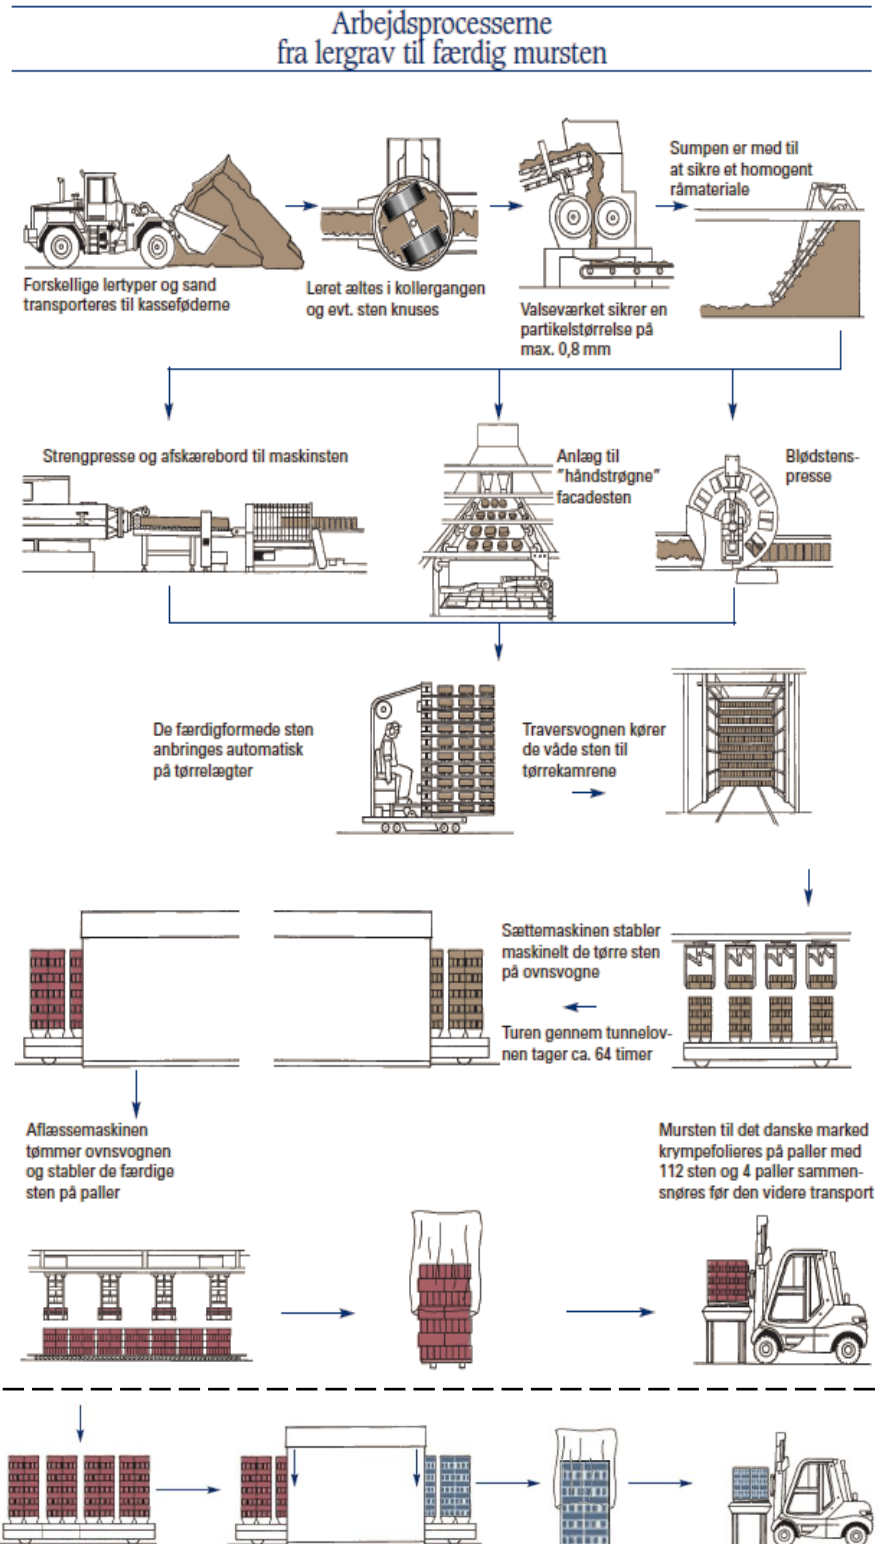 Arbejdsprocesserne
fra lergrav til færdig mursten
Forskellige lertyper og sand
transporteres til kasseføderne
Leret æltes i kollergangen
og evt. sten knuses
Valseværket sikrer en
partikelstørrelse på
max. 0,8 mm
Sumpen er med til
at sikre et homogent
råmateriale
Strengpresse og afskærebord til maskinsten
Anlæg til
"håndstrøgne"
facadesten
Blødstens-
presse
De færdigformede sten
anbringes automatisk
på tørrelægter
Traversvognen kører
de våde sten til
tørrekamrene
Sættemaskinen stabler
maskinelt de tørre sten
på ovnsvogne
Turen gennem tunnelov-
nen tager ca. 64 timer
Aflæssemaskinen
tømmer ovnsvognen
og stabler de færdige
sten på paller
Mursten til det danske marked
krympefolieres på paller med
112 sten og 4 paller sammen-
snøres før den videre transport